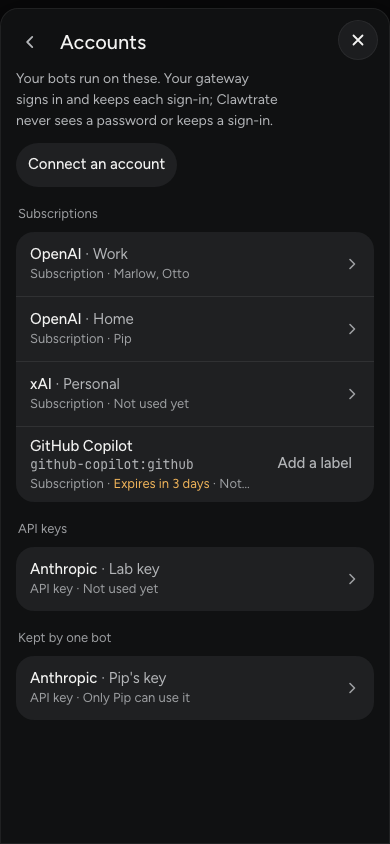 Accounts
Your bots run on these. Your gateway
signs in and keeps each sign-in; Clawtrate
never sees a password or keeps a sign-in.
Connect an account
Subscriptions
OpenAI · Work
Subscription · Marlow, Otto
OpenAI · Home
Subscription · Pip
xAI · Personal
Subscription · Not used yet
GitHub Copilot
github-copilot:github
Add a label
Subscription · Expires in 3 days · Not...
API keys
Anthropic · Lab key
API key · Not used yet
Kept by one bot
Anthropic · Pip's key
API key · Only Pip can use it